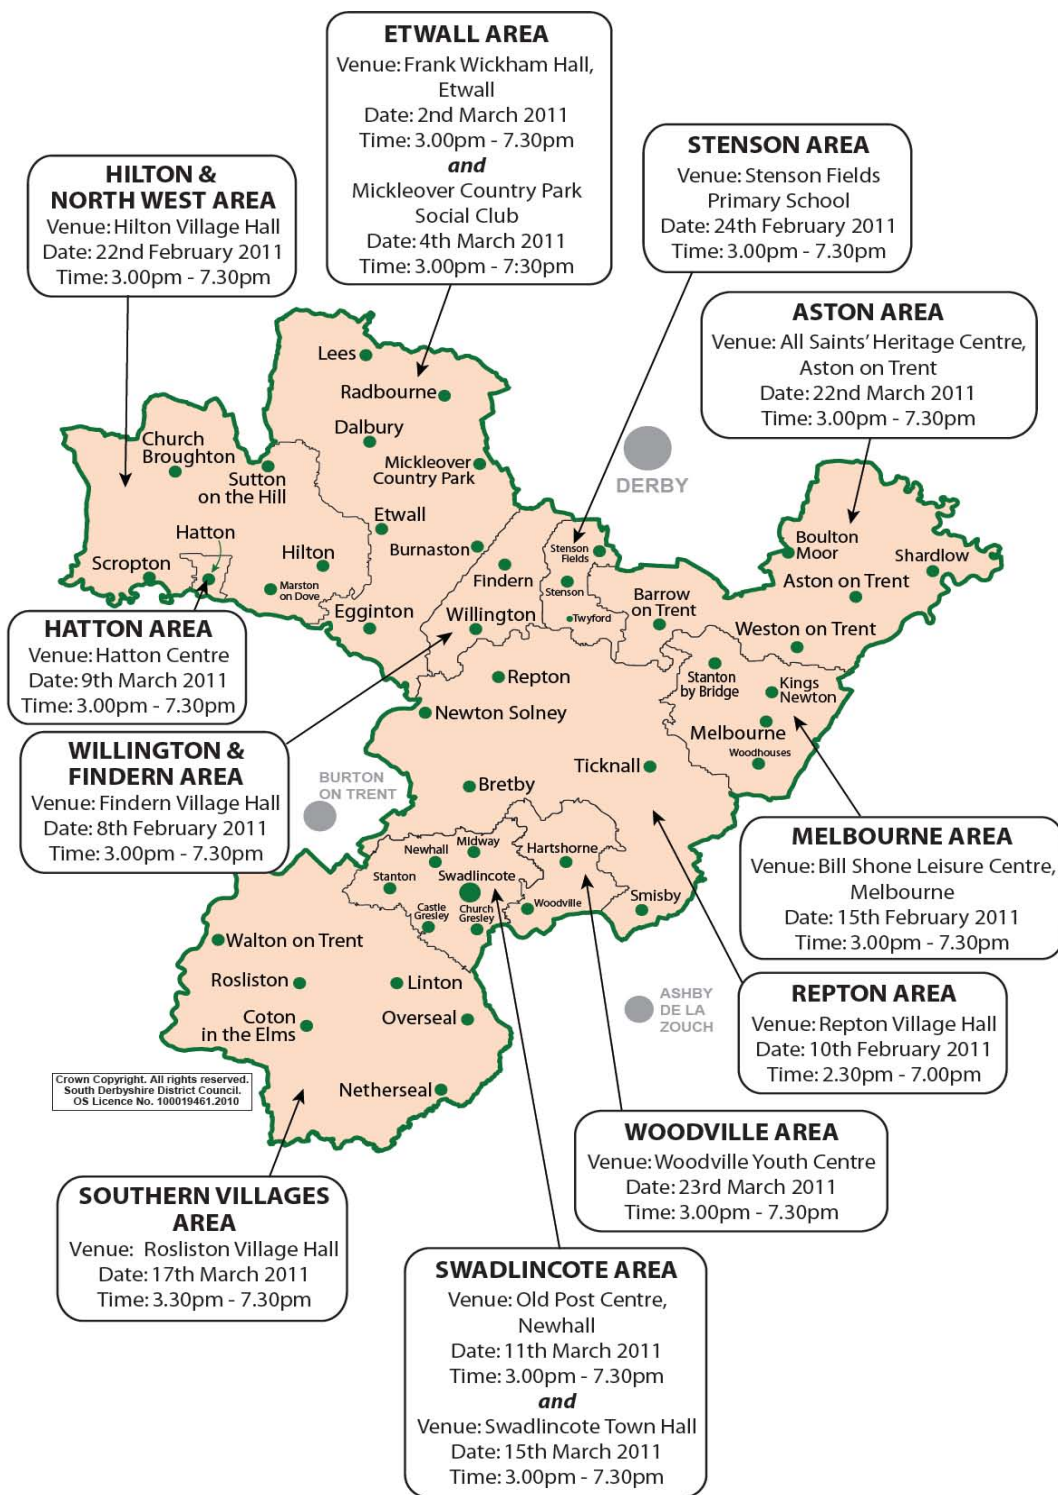 ETWALL AREA
Venue: Frank Wickham Hall,
Etwall
Date: 2nd March 2011
Time: 3.00pm - 7.30pm
and
Mickleover Country Park
Social Club
Date: 4th March 2011
Time: 3.00pm - 7:30pm
STENSON AREA
Venue: Stenson Fields
Primary School
Date: 24th February 2011
Time: 3.00pm - 7.30pm
HILTON &
NORTH WEST AREA
Venue: Hilton Village Hall
Date: 22nd February 2011
Time: 3.00pm - 7.30pm
ASTON AREA
Venue: All Saints' Heritage Centre,
Aston on Trent
Date: 22nd March 2011
Time: 3.00pm - 7.30pm
Lees
Radbourne
Dalbury
Church
Broughton
Mickleover
Country Park
Sutton
on the Hill
DERBY
Etwall
Hatton
Burnaston
Stenson
Fields
Boulton
Moor
Shardlow
Hilton
Scropton
Findern
Aston on Trent
Marston
on Dove
Stenson
Barrow
on Trent
Egginton
Willington
Twyford
Weston on Trent
HATTON AREA
Venue: Hatton Centre
Date: 9th March 2011
Time: 3.00pm - 7.30pm
Repton
Stanton
by Bridge
Kings
Newton
Newton Solney
Melbourne
Woodhouses
WILLINGTON &
FINDERN AREA
Venue: Findern Village Hall
Date: 8th February 2011
Time: 3.00pm - 7.30pm
BURTON
ON TRENT
Bretby
Ticknall
MELBOURNE AREA
Venue: Bill Shone Leisure Centre,
Melbourne
Date: 15th February 2011
Time: 3.00pm - 7.30pm
Midway
Newhall
Hartshorne
Stanton
Swadlincote
Castle
Gresley
Church
Gresley
Woodville
Smisby
Walton on Trent
Rosliston
Linton
Coton
in the Elms
Overseal
ASHBY
DE LA
ZOUCH
REPTON AREA
Venue: Repton Village Hall
Date: 10th February 2011
Time: 2.30pm - 7.00pm
Crown Copyright. All rights reserved.
South Derbyshire District Council.
OS Licence No. 100019461.2010
Netherseal
WOODVILLE AREA
Venue: Woodville Youth Centre
Date: 23rd March 2011
Time: 3.00pm - 7.30pm
SOUTHERN VILLAGES
AREA
Venue: Rosliston Village Hall
Date: 17th March 2011
Time: 3.30pm - 7.30pm
SWADLINCOTE AREA
Venue: Old Post Centre,
Newhall
Date: 11th March 2011
Time: 3.00pm - 7.30pm
and
Venue: Swadlincote Town Hall
Date: 15th March 2011
Time: 3.00pm - 7.30pm